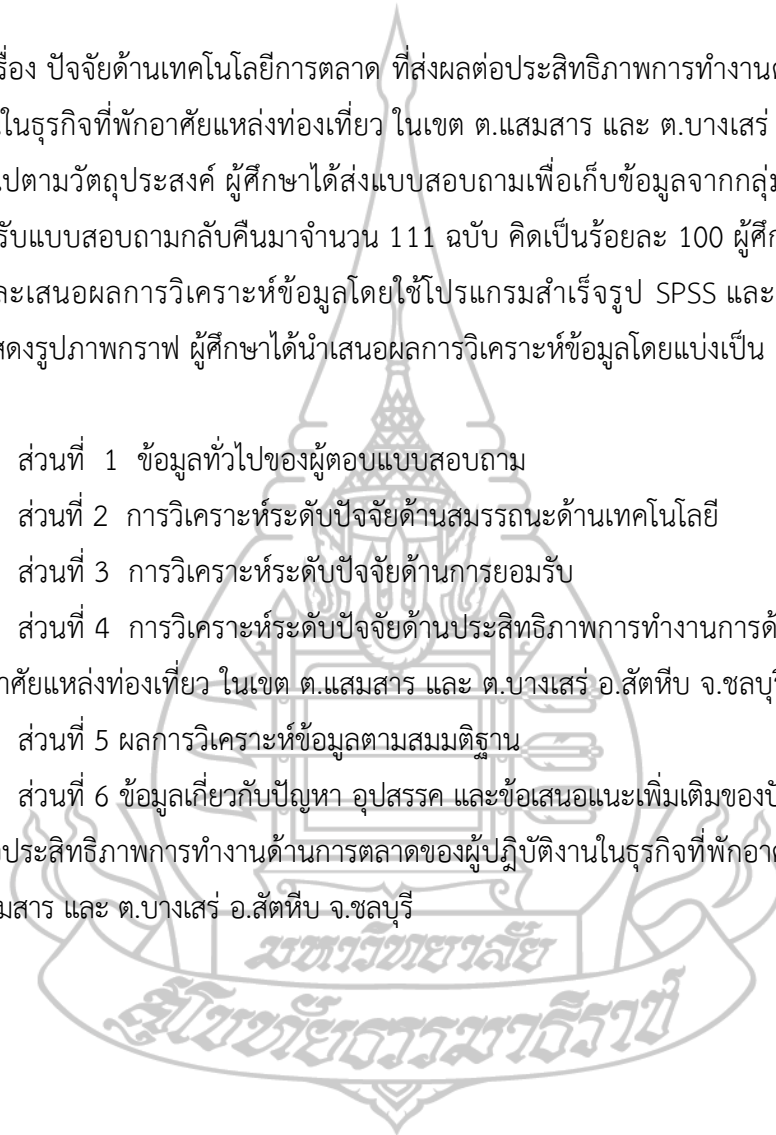 รื่อง ปัจจัยด้านเทคโนโลยีการตลาด ที่ส่งผลต่อประสิทธิภาพการทำงาน
ในธุรกิจที่พักอาศัยแหล่งท่องเที่ยว ในเขต ต.แสมสาร และ ต.บางเสร่
ปตามวัตถุประสงค์ ผู้ศึกษาได้ส่งแบบสอบถามเพื่อเก็บข้อมูลจากกลุ่ม
รับแบบสอบถามกลับคืนมาจำนวน 111 ฉบับ คิดเป็นร้อยละ 100 ผู้ศึก
ละเสนอผลการวิเคราะห์ข้อมูลโดยใช้โปรแกรมสำเร็จรูป SPSS และ
สดงรูปภาพกราฟ ผู้ศึกษาได้นำเสนอผลการวิเคราะห์ข้อมูลโดยแบ่งเป็น
ส่วนที่ 1 ข้อมูลทั่วไปของผู้ตอบแบบสอบถาม
ส่วนที่ 2 การวิเคราะห์ระดับปัจจัยด้านสมรรถนะด้านเทคโนโลยี
ส่วนที่ 3 การวิเคราะห์ระดับปัจจัยด้านการยอมรับ
ส่วนที่ 4 การวิเคราะห์ระดับปัจจัยด้านประสิทธิภาพการทำงานการด้
าศัยแหล่งท่องเที่ยว ในเขต ต.แสมสาร และ ต.บางเสร่ อ.สัตหีบ จ.ชลบุรี
ส่วนที่ 5 ผลการวิเคราะห์ข้อมูลตามสมมติฐาน
ส่วนที่ 6 ข้อมูลเกี่ยวกับปัญหา อุปสรรค และข้อเสนอแนะเพิ่มเติมของปั
อประสิทธิภาพการทำงานด้านการตลาดของผู้ปฎิบัติงานในธุรกิจที่พักอา
มสาร และ ต.บางเสร่ อ.สัตหีบ จ.ชลบุรี
มหาวิทยาลัย
สุโขทัยธรรมาธิราช